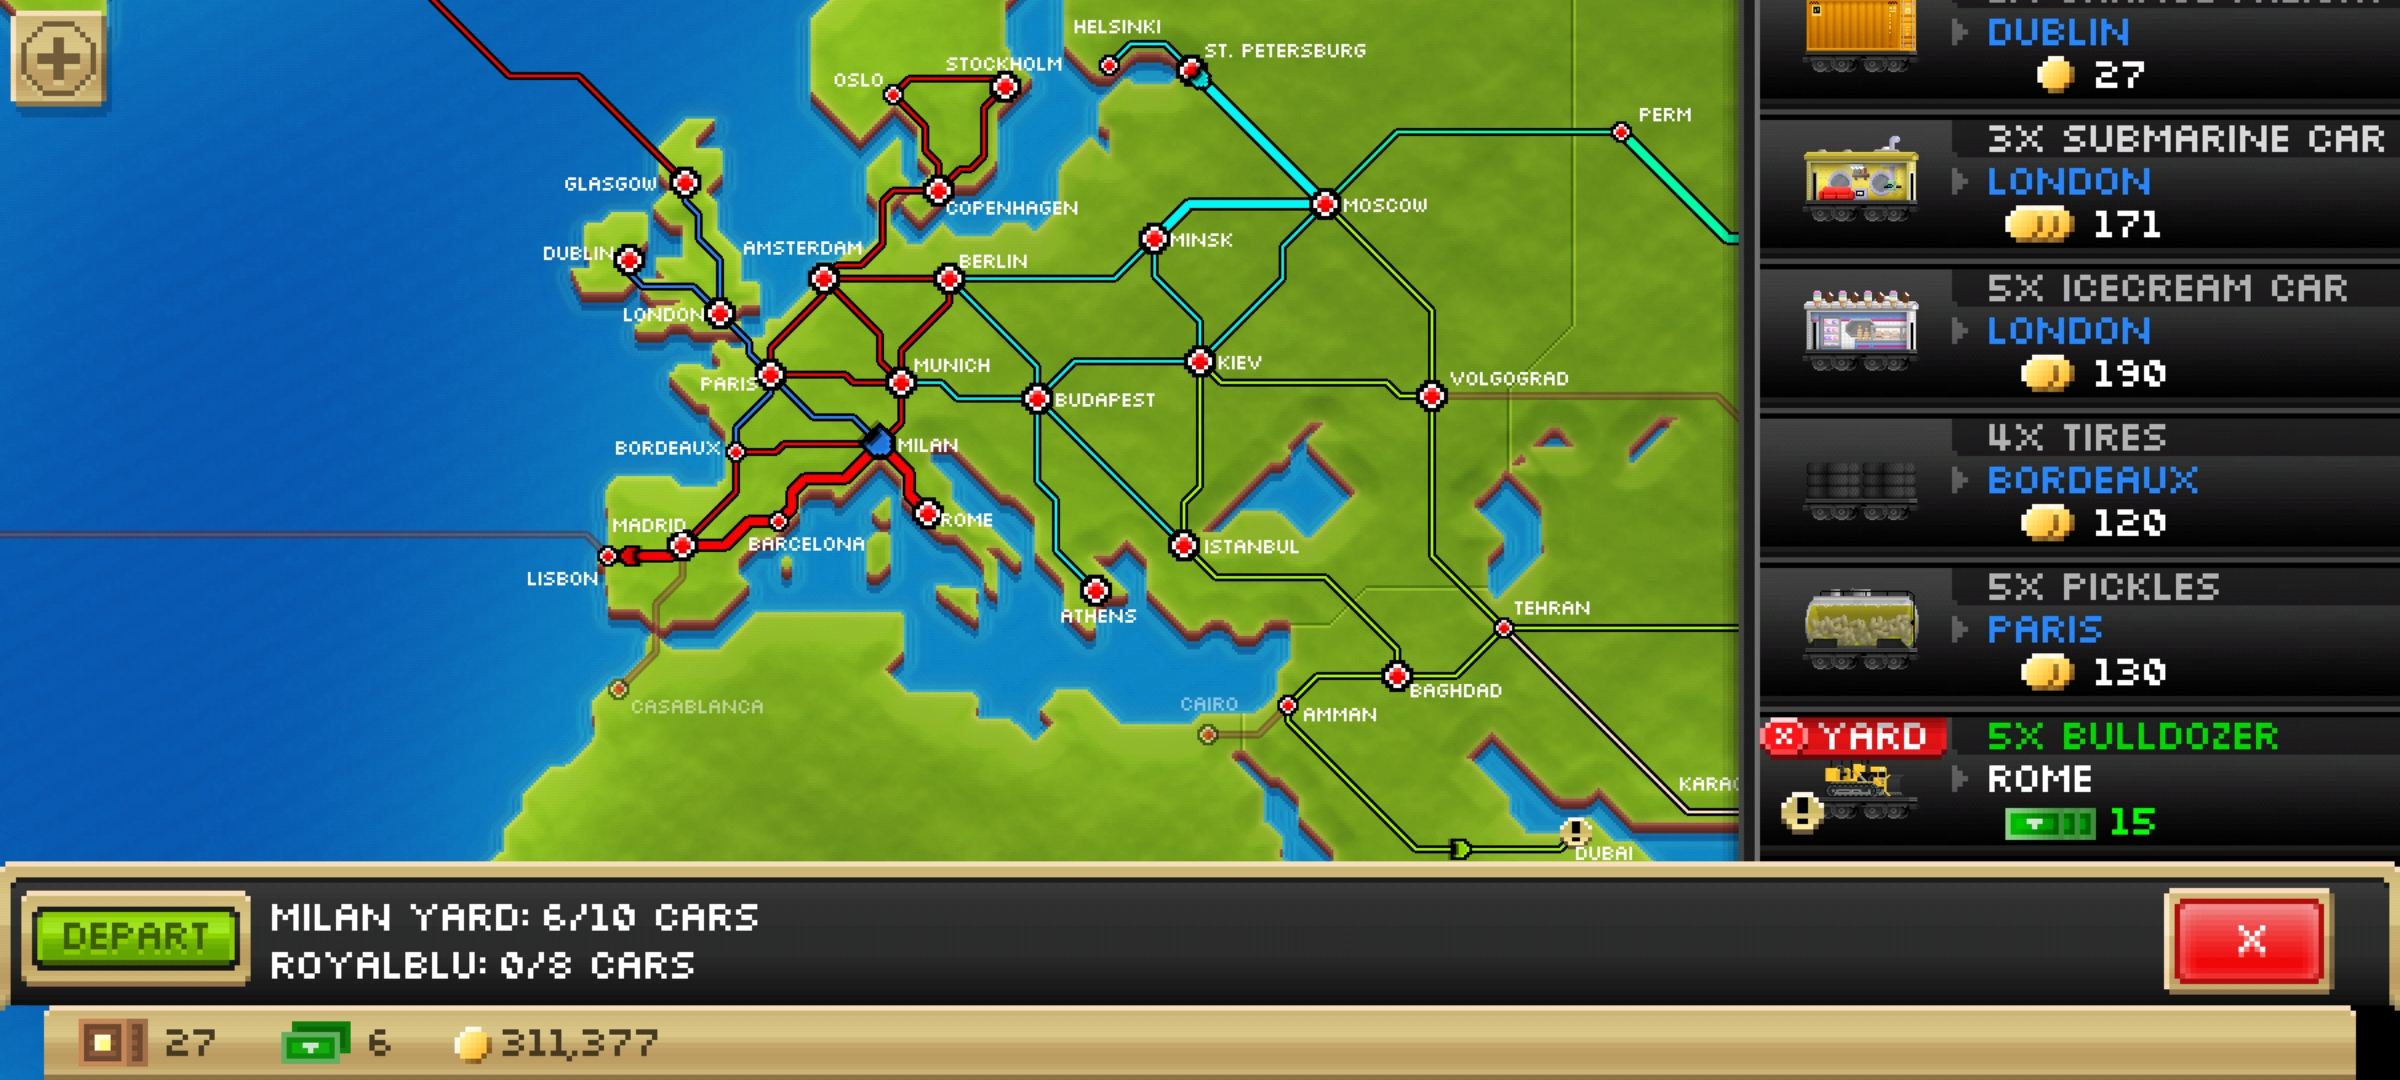 HELSINKI
ST. PETERSBURG
STOCKHOLM
OSLO
PERM
GLASGOW
COPENHAGEN
MOSCOW
MINSK
DUBLIN
AMSTERDAM
BERLIN
LONDON
PARIS
MUNICH
KIEV
BUDAPEST
VOLGOGRAD
BORDEAUX
MILAN
MADRID
ROME
BARCELONA
ISTANBUL
LISBON
ATHENS
TEHRAN
CASABLANCA
CAIRO
BAGHDAD
AMMAN
KARAC
DUBAI
DUBLIN
27
3X SUBMARINE CAR
LONDON
171
5X ICECREAM CAR
LONDON
190
4X TIRES
BORDEAUX
120
5X PICKLES
PARIS
130
YARD
5X BULLDOZER
ROME
15
DEPART
MILAN YARD: 6/10 CARS
ROYALBLU: 0/8 CARS
X
27
6
311,377